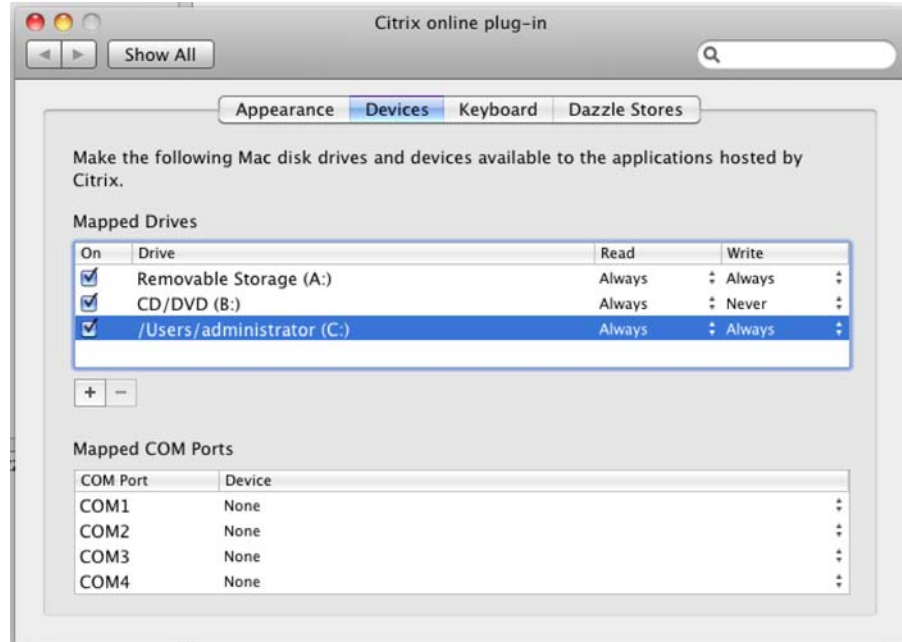 Citrix online plug-in
Show All
Appearance Devices Keyboard Dazzle Stores
Make the following Mac disk drives and devices available to the applications hosted by
Citrix.
Mapped Drives
On Drive Read Write
Removable Storage (A:) Always Always
CD/DVD (B:) Always Never
/Users/administrator (C:) Always Always
+ −
Mapped COM Ports
COM Port Device
COM1 None
COM2 None
COM3 None
COM4 None